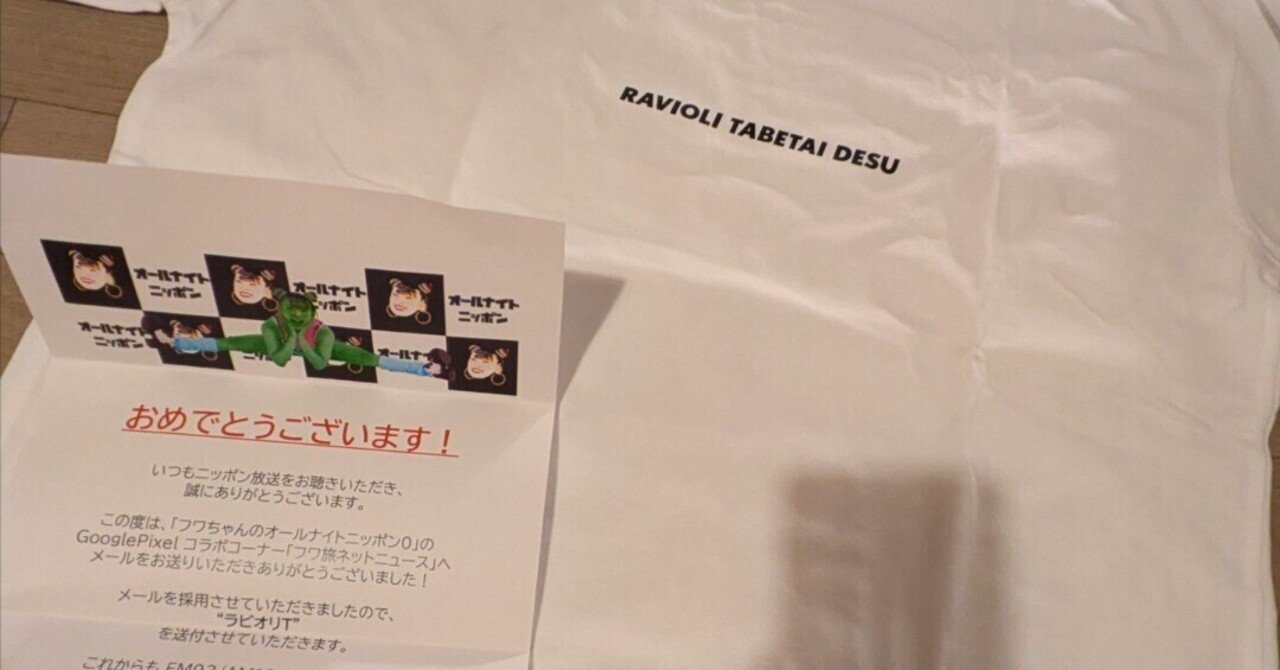 RAVIOLI TABETAI DESU
オールナイト
ニッポン
オールナイト
ニッポン
オールナイト
ニッポン
オールナイト
ニッポン
おめでとうございます！
いつもニッポン放送をお聴きいただき、
誠にありがとうございます。
この度は、「フワちゃんのオールナイトニッポン0」の
GooglePixel コラボコーナー「フワ旅ネットニュース」へ
メールをお送りいただきありがとうございました！
メールを採用させていただきましたので、
“ラビオリT”
を送付させていただきます。
これからも